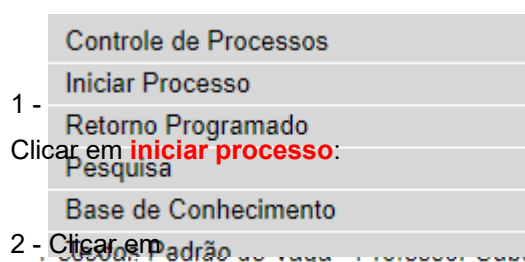 Controle de Processos
Iniciar Processo
1 -
Retorno Programado
Clicar em iniciar processo:
Pesquisa
Base de Conhecimento
2 - Clicar em
Padrão